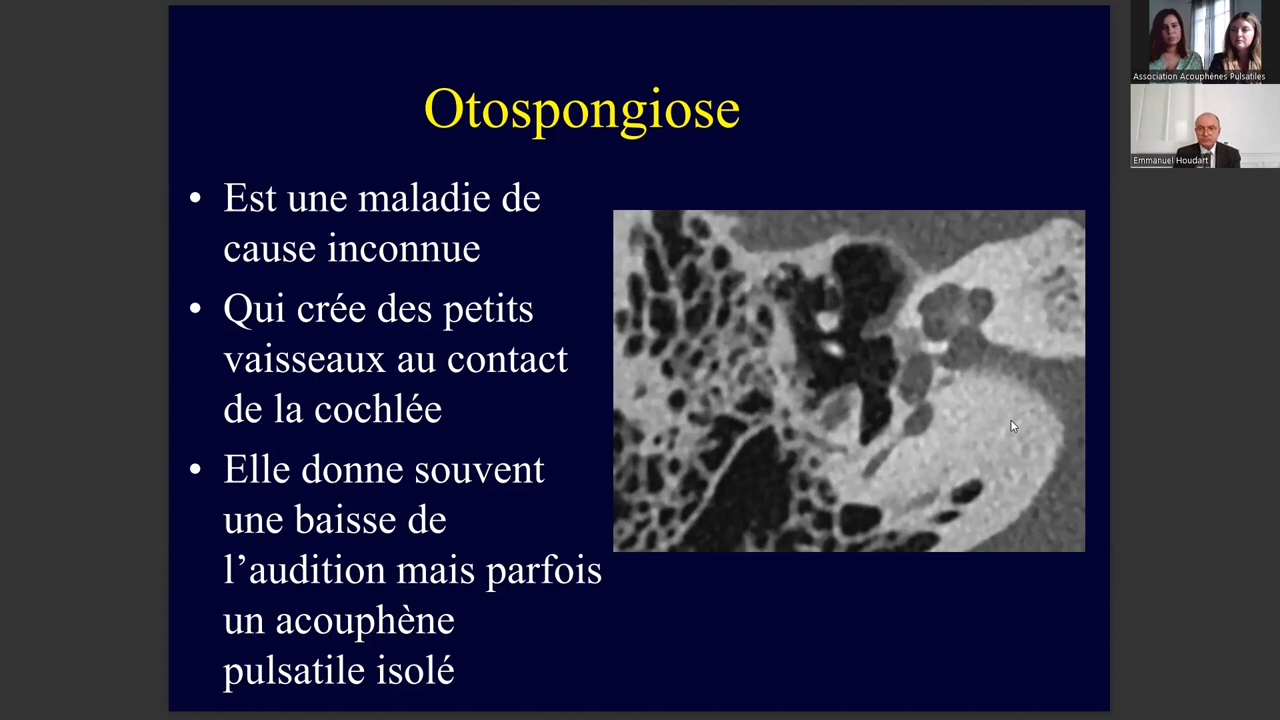 Otospongiose
• Est une maladie de
cause inconnue
• Qui crée des petits
vaisseaux au contact
de la cochlée
• Elle donne souvent
une baisse de
l’audition mais parfois
un acouphène
pulsatile isolé
Association Acouphènes Pulsatiles
Emmanuel Houdart